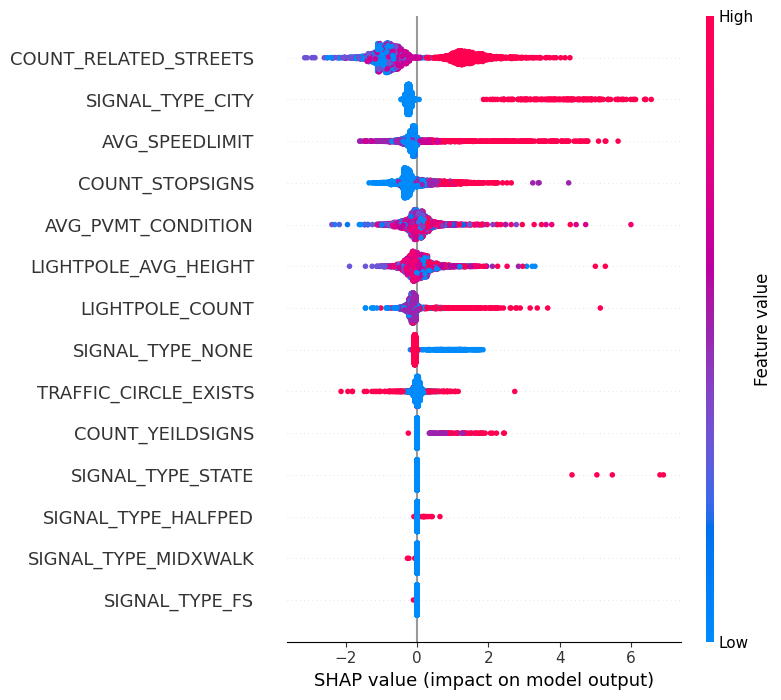 High
COUNT_RELATED_STREETS
SIGNAL_TYPE_CITY
AVG_SPEEDLIMIT
COUNT_STOPSIGNS
AVG_PVMT_CONDITION
LIGHTPOLE_AVG_HEIGHT
LIGHTPOLE_COUNT
SIGNAL_TYPE_NONE
TRAFFIC_CIRCLE_EXISTS
COUNT_YEILDSIGNS
SIGNAL_TYPE_STATE
SIGNAL_TYPE_HALFPED
SIGNAL_TYPE_MIDXWALK
SIGNAL_TYPE_FS
Feature value
Low
−2 0 2 4 6
SHAP value (impact on model output)